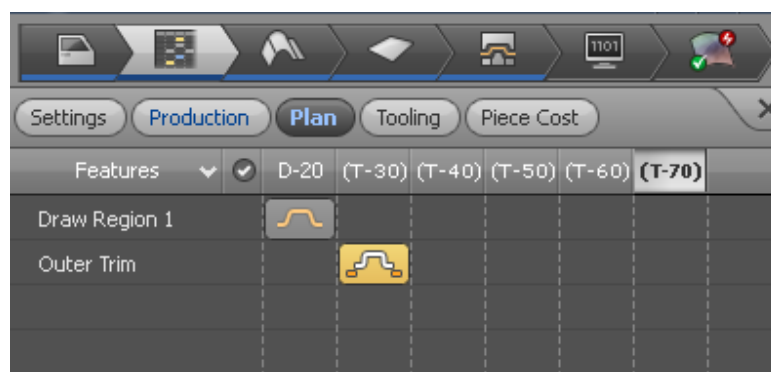 1101
Settings Production Plan Tooling Piece Cost
Features D-20 (T-30) (T-40) (T-50) (T-60) (T-70)
Draw Region 1
Outer Trim